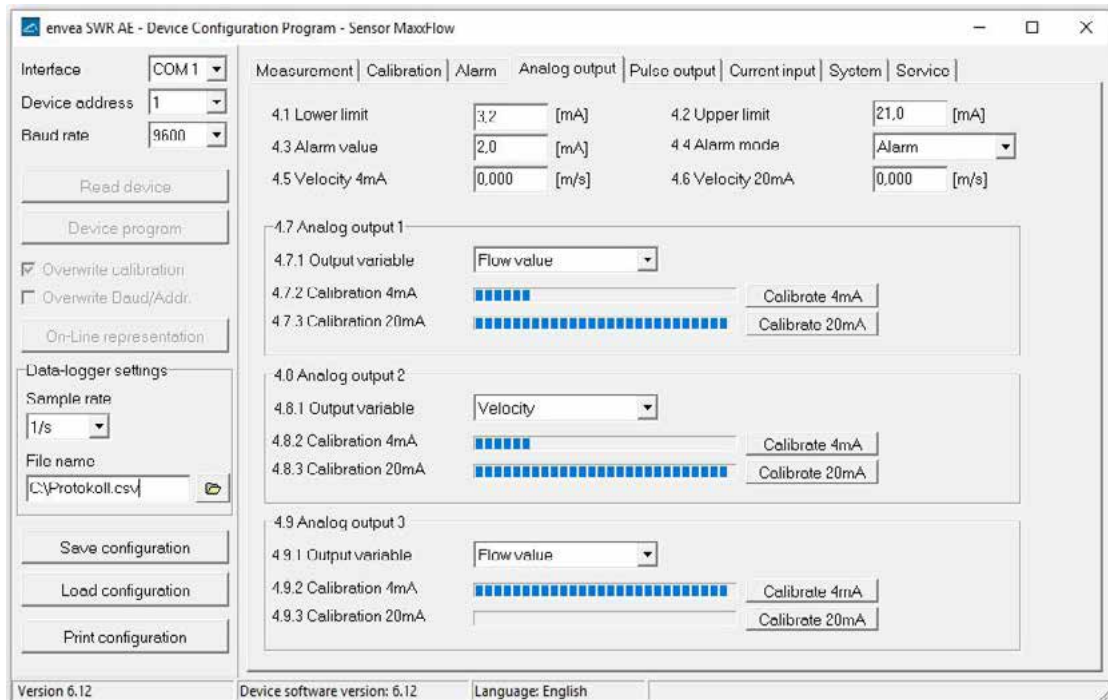 envea SWR AE - Device Configuration Program - Sensor MaxxFlow
Interface
COM 1
Device address
1
Baud rate
9600
Read device
Device program
Overwrite calibration
Overwrite Baud/Addr.
On-Line representation
Data-logger settings
Sample rate
1/s
File name
C:\Protokoll.csv
Save configuration
Load configuration
Print configuration
Measurement
Calibration
Alarm
Analog output
Pulse output
Current input
System
Service
4.1 Lower limit
3,2
[mA]
4.2 Upper limit
21,0
[mA]
4.3 Alarm value
2,0
[mA]
4.4 Alarm mode
Alarm
4.5 Velocity 4mA
0,000
[m/s]
4.6 Velocity 20mA
0,000
[m/s]
4.7 Analog output 1
4.7.1 Output variable
Flow value
4.7.2 Calibration 4mA
Calibrate 4mA
4.7.3 Calibration 20mA
Calibrate 20mA
4.8 Analog output 2
4.8.1 Output variable
Velocity
4.8.2 Calibration 4mA
Calibrate 4mA
4.8.3 Calibration 20mA
Calibrate 20mA
4.9 Analog output 3
4.9.1 Output variable
Flow value
4.9.2 Calibration 4mA
Calibrate 4mA
4.9.3 Calibration 20mA
Calibrate 20mA
Version 6.12
Device software version: 6.12
Language: English